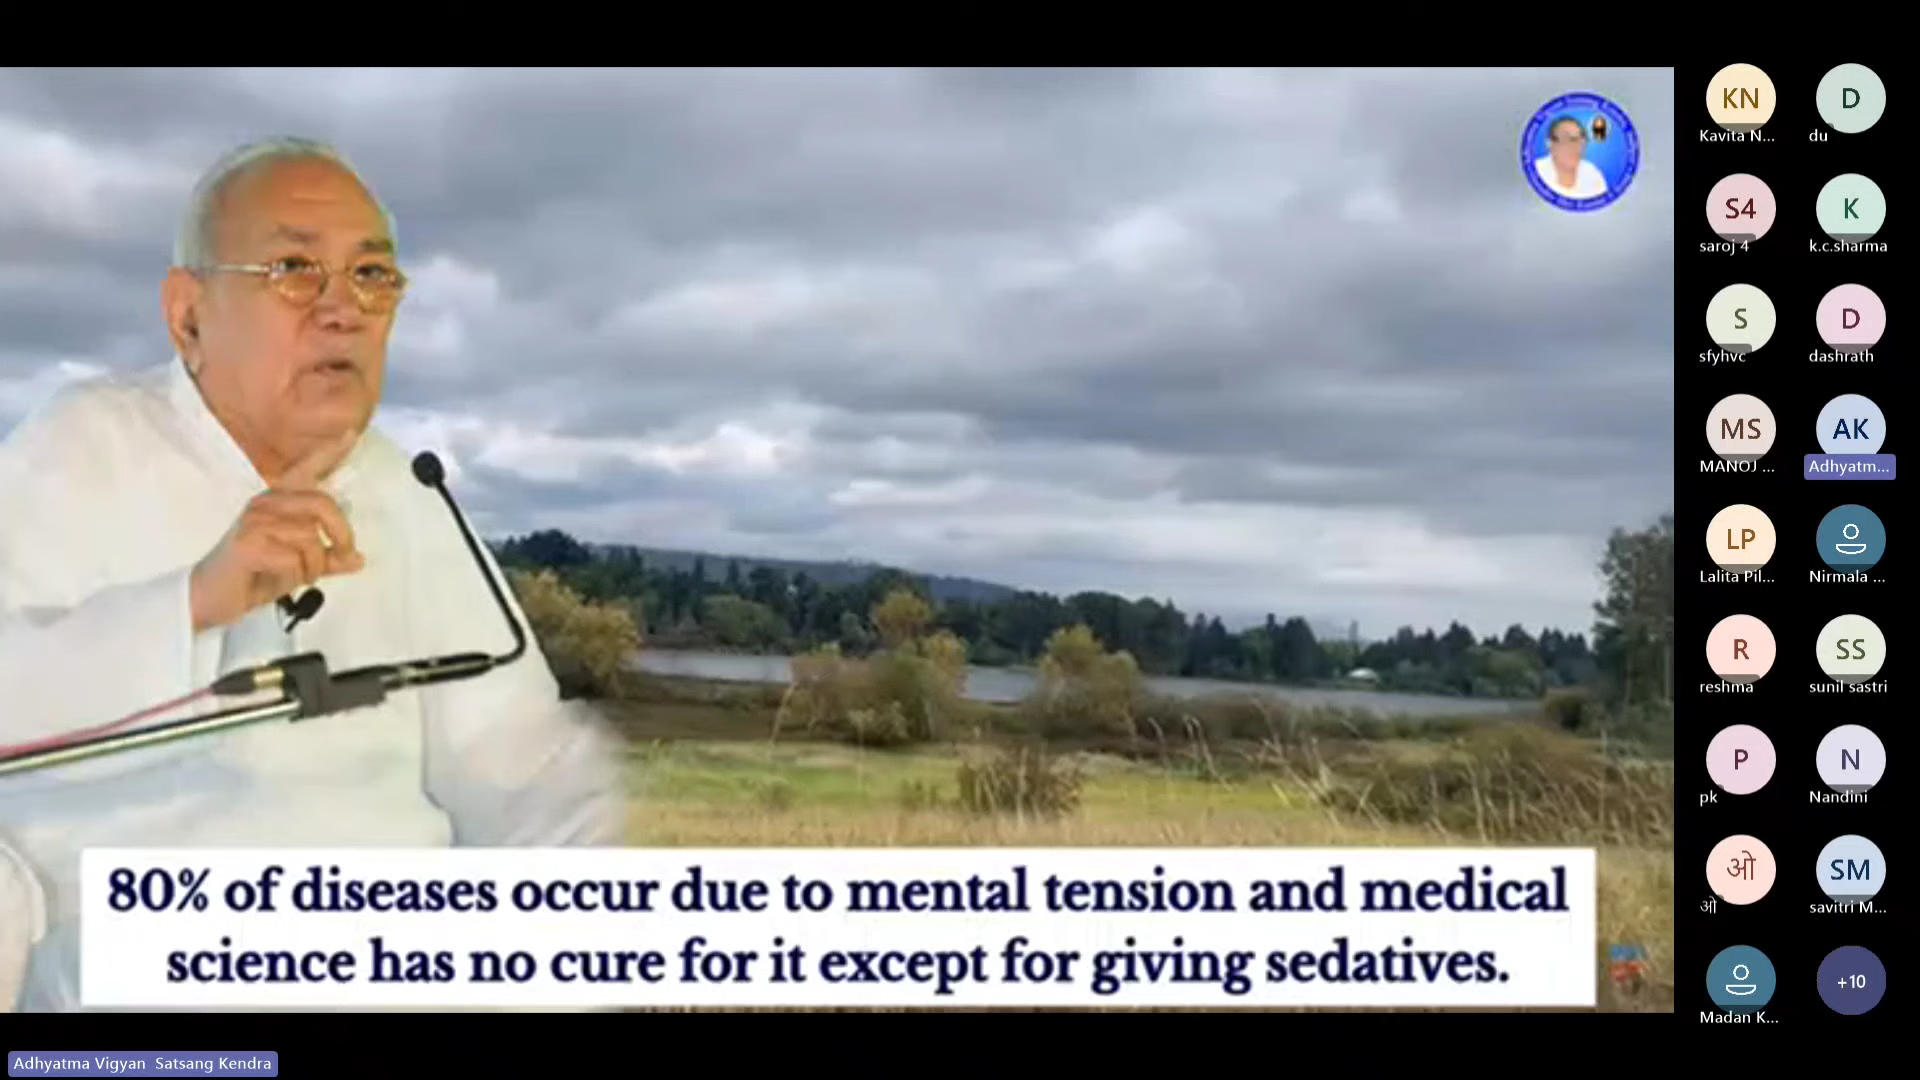 KN
Kavita N...
D
du
S4
saroj 4
K
k.c.sharma
S
sfyhvc
D
dashrath
MS
MANOJ ...
AK
Adhyatm...
LP
Lalita Pil...
Nirmala ...
R
reshma
SS
sunil sastri
P
pk
N
Nandini
ओ
ओ
SM
savitri M...
Madan K...
+10
80% of diseases occur due to mental tension and medical
science has no cure for it except for giving sedatives.
Adhyatma Vigyan Satsang Kendra